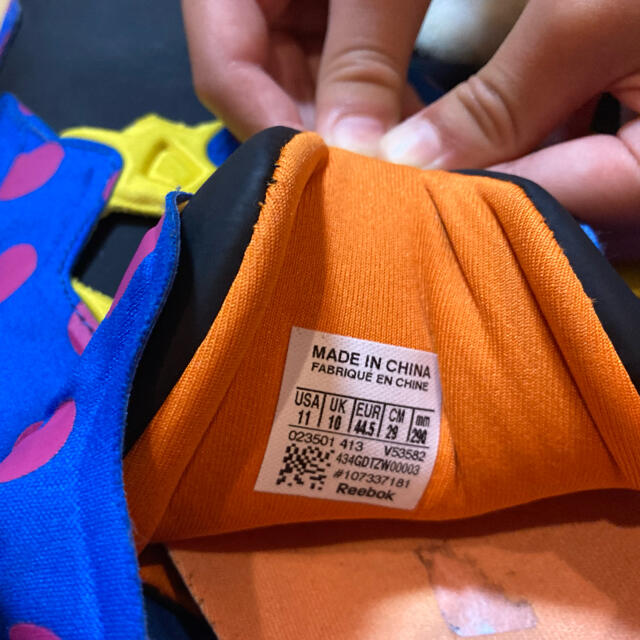 MADE IN CHINA
FABRIQUÉ EN CHINE
USA UK EUR CM mm
11 10 44.5 29 290
023501 413 V53582
434GDTZW00003
#107337181
Reebok